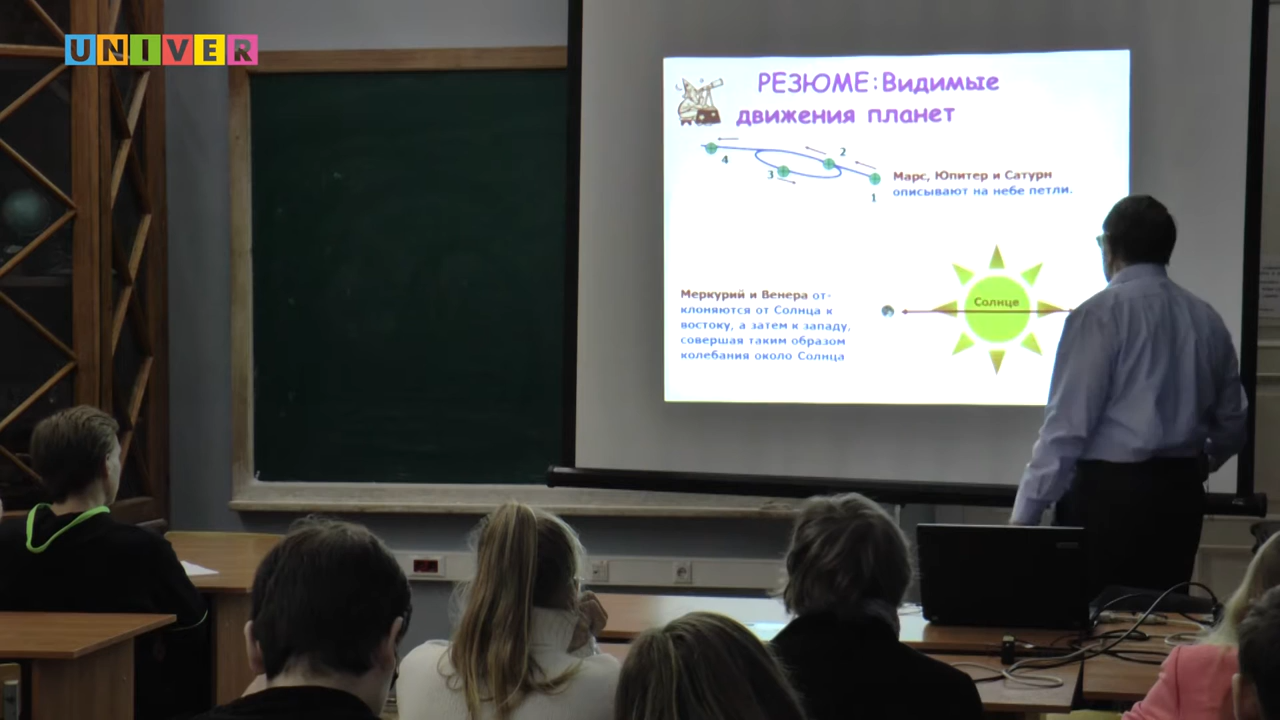 UNIVER
РЕЗЮМЕ: Видимые
движения планет
2
4
3
1
Марс, Юпитер и Сатурн
описывают на небе петли.
Меркурий и Венера от-
клоняются от Солнца к
востоку, а затем к западу,
совершая таким образом
колебания около Солнца
Солнце